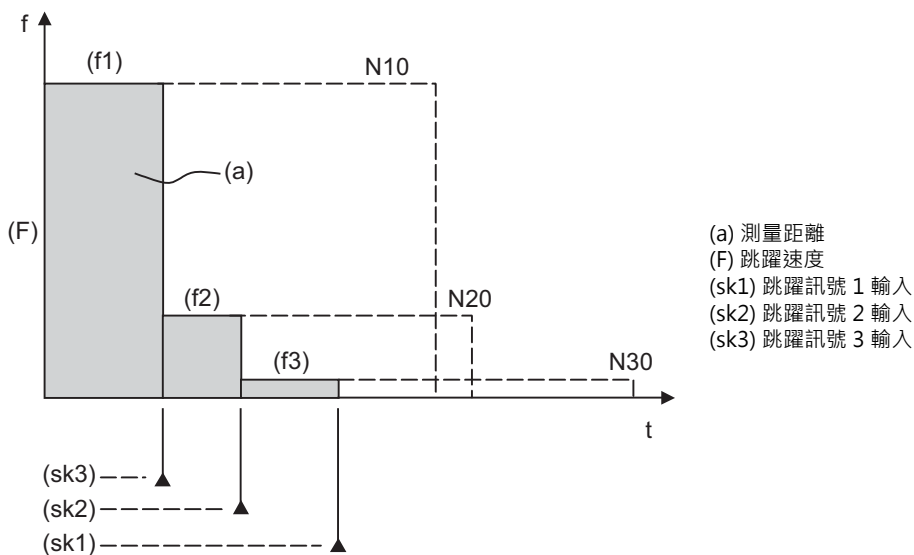 f
(f1)
N10
(a)
(F)
(f2)
N20
(f3)
N30
t
(sk3)
(sk2)
(sk1)
(a) 測量距離
(F) 跳躍速度
(sk1) 跳躍訊號 1 輸入
(sk2) 跳躍訊號 2 輸入
(sk3) 跳躍訊號 3 輸入